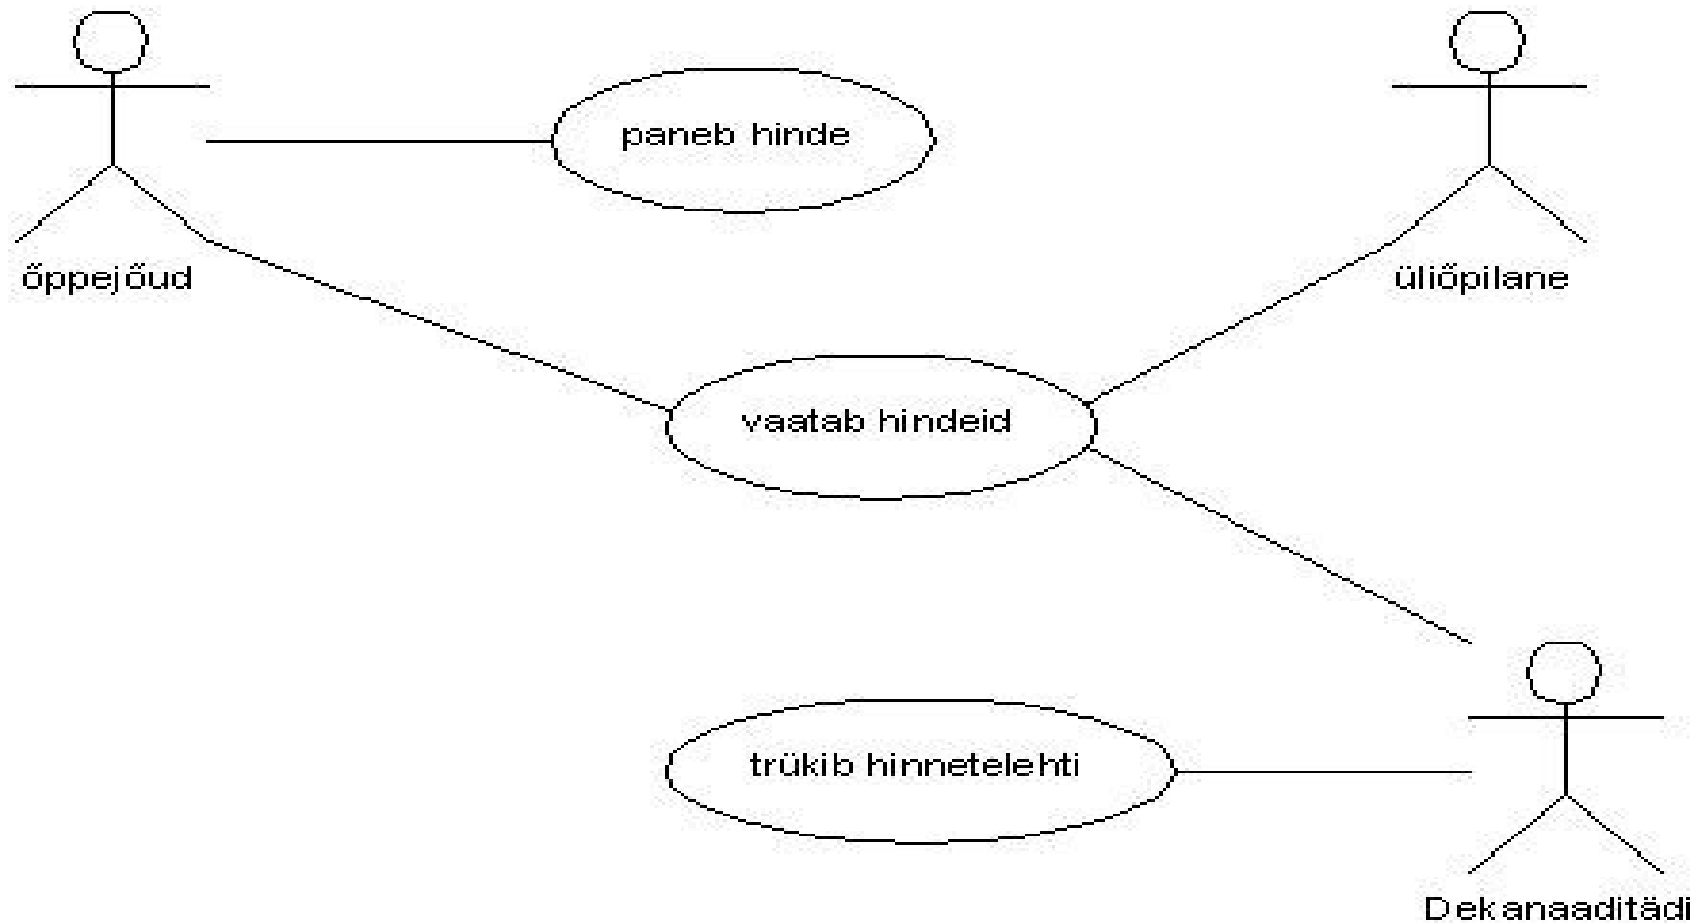 paneb hinde
õppejõud
üliõpilane
vaatab hindeid
trükib hinnetelehti
Dekanaaditädi